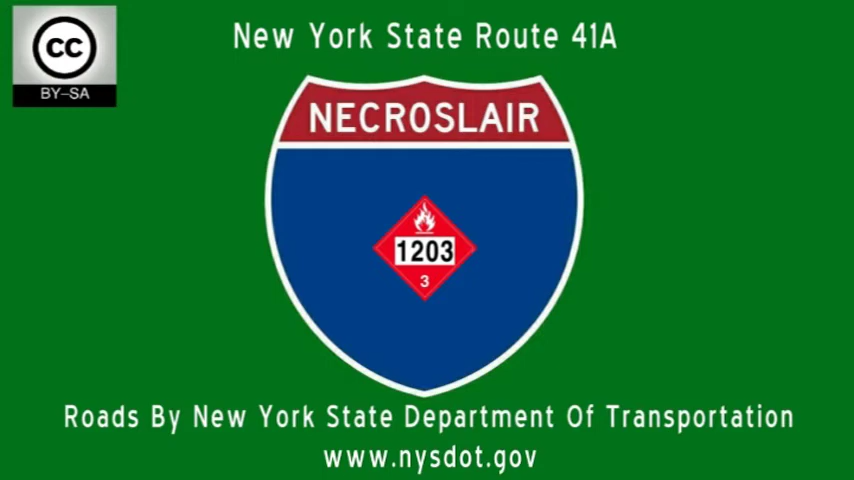 New York State Route 41A
CC
BY-SA
NECROSLAIR
1203
3
Roads By New York State Department Of Transportation
www.nysdot.gov